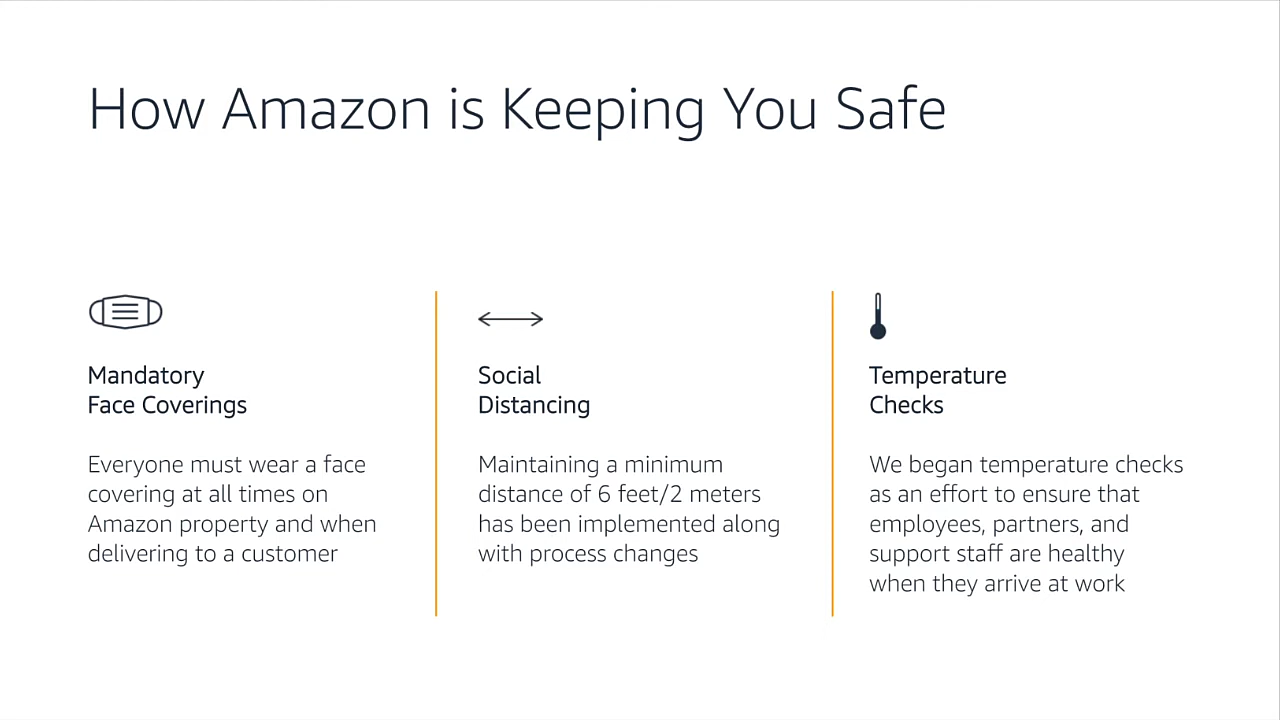 How Amazon is Keeping You Safe
Mandatory
Face Coverings
Everyone must wear a face
covering at all times on
Amazon property and when
delivering to a customer
Social
Distancing
Maintaining a minimum
distance of 6 feet/2 meters
has been implemented along
with process changes
Temperature
Checks
We began temperature checks
as an effort to ensure that
employees, partners, and
support staff are healthy
when they arrive at work